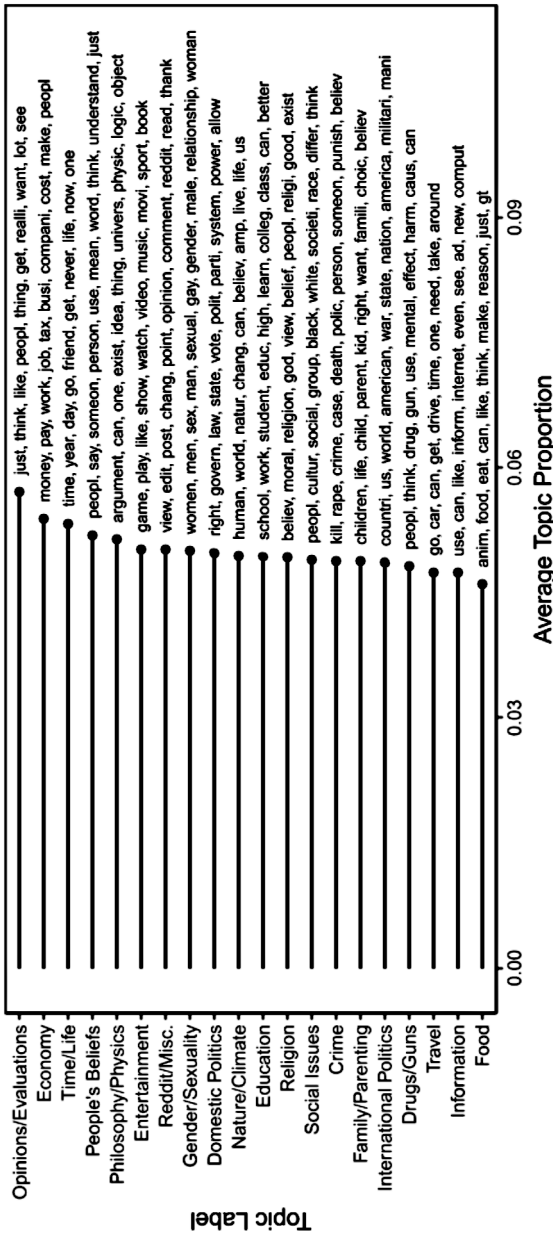 Opinions/Evaluations
just, think, like, peopl, thing, get, realli, want, lot, see
Economy
money, pay, work, job, tax, busi, compani, cost, make, peopl
Time/Life
time, year, day, go, friend, get, never, life, now, one
People's Beliefs
peopl, say, someon, person, use, mean, word, think, understand, just
Philosophy/Physics
argument, can, one, exist, idea, thing, univers, physic, logic, object
Entertainment
game, play, like, show, watch, video, music, movi, sport, book
Reddit/Misc.
view, edit, post, chang, point, opinion, comment, reddit, read, thank
Gender/Sexuality
women, men, sex, man, sexual, gay, gender, male, relationship, woman
Domestic Politics
right, govern, law, state, vote, polit, parti, system, power, allow
Nature/Climate
human, world, natur, chang, can, believ, amp, live, life, us
Education
school, work, student, educ, high, learn, colleg, class, can, better
Religion
believ, moral, religion, god, view, belief, peopl, religi, good, exist
Social Issues
peopl, cultur, social, group, black, white, societi, race, differ, think
Crime
kill, rape, crime, case, death, polic, person, someon, punish, believ
Family/Parenting
children, life, child, parent, kid, right, want, famili, choic, believ
International Politics
countri, us, world, american, war, state, nation, america, militari, mani
Drugs/Guns
peopl, think, drug, gun, use, mental, effect, harm, caus, can
Travel
go, car, can, get, drive, time, one, need, take, around
Information
use, can, like, inform, internet, even, see, ad, new, comput
Food
anim, food, eat, can, like, think, make, reason, just, gt
Topic Label
0.00
0.03
0.06
0.09
Average Topic Proportion